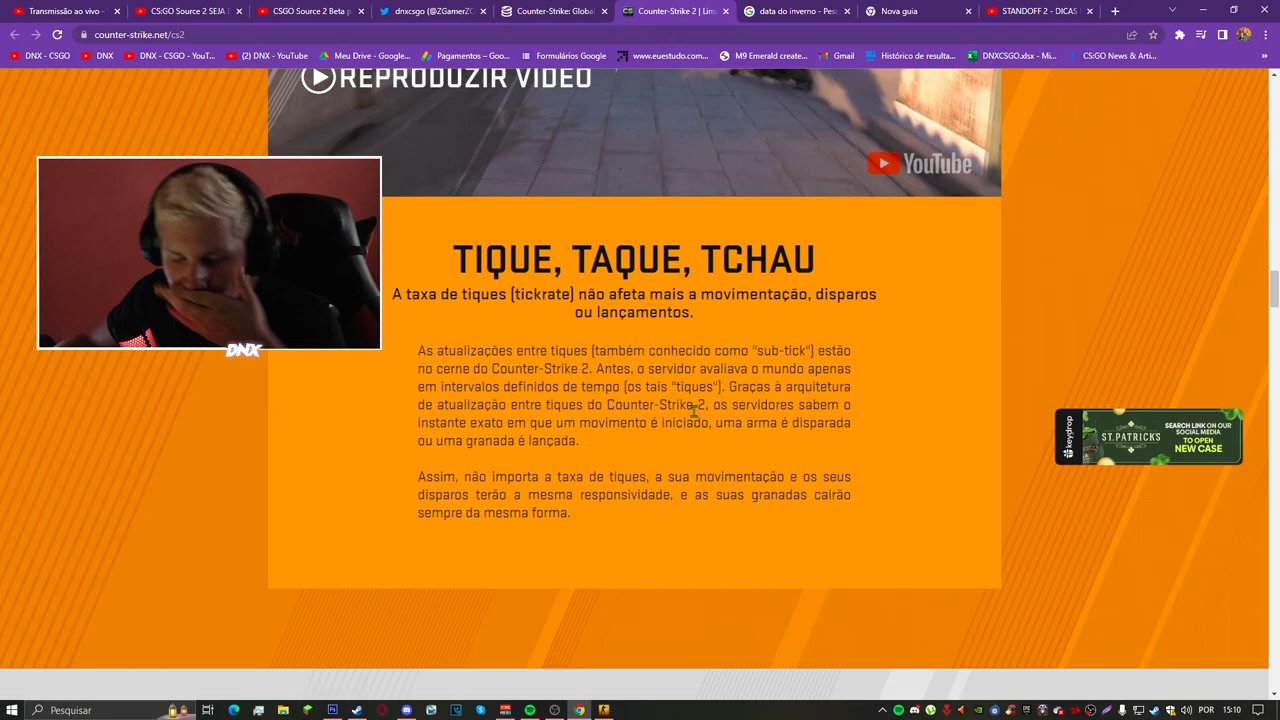 Transmissão ao vivo -
CS:GO Source 2 SEJA
CSGO Source 2 Beta p
dnxcsgo (@ZGamerZC
Counter-Strike: Global
Counter-Strike 2 | Lim
data do inverno - Pes
Nova guia
STANDOFF 2 - DICAS
counter-strike.net/cs2
DNX - CSGO
DNX
DNX - CSGO - YouT...
(2) DNX - YouTube
Meu Drive - Google...
Pagamentos – Goo...
Formulários Google
www.euestudo.com...
M9 Emerald create...
Gmail
Histórico de resulta...
DNXCSGO.xlsx - Mi...
CS:GO News & Arti...
REPRODUZIR VÍDEO
YouTube
TIQUE, TAQUE, TCHAU
A taxa de tiques (tickrate) não afeta mais a movimentação, disparos
ou lançamentos.
DNX
As atualizações entre tiques (também conhecido como "sub-tick") estão
no cerne do Counter-Strike 2. Antes, o servidor avaliava o mundo apenas
em intervalos definidos de tempo (os tais "tiques"). Graças à arquitetura
de atualização entre tiques do Counter-Strike 2, os servidores sabem o
instante exato em que um movimento é iniciado, uma arma é disparada
ou uma granada é lançada.
Assim, não importa a taxa de tiques, a sua movimentação e os seus
disparos terão a mesma responsividade, e as suas granadas cairão
sempre da mesma forma.
keydrop
ST.PATRICKS
SEARCH LINK ON OUR
SOCIAL MEDIA
TO OPEN
NEW CASE
Pesquisar
POR
15:10